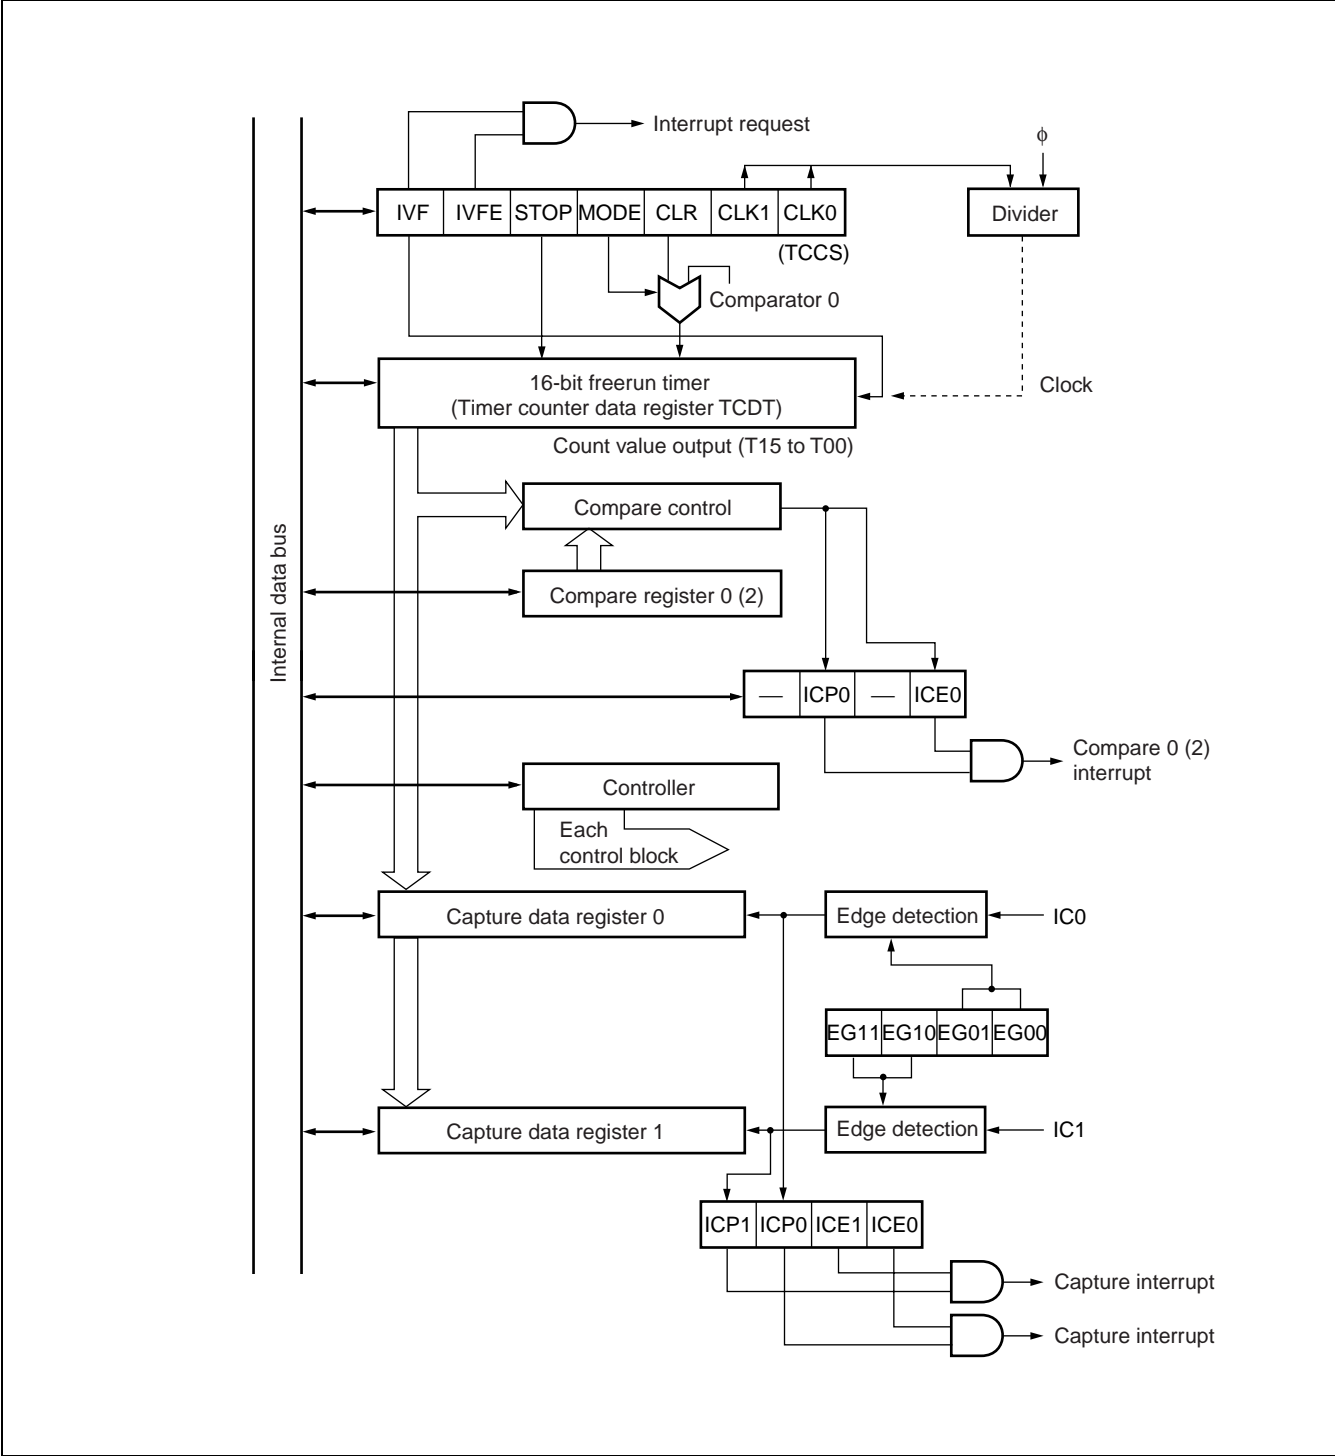 Interrupt request
ϕ
IVF IVFE STOP MODE CLR CLK1 CLK0
Divider
(TCCS)
Comparator 0
16-bit freerun timer
(Timer counter data register TCDT)
Clock
Count value output (T15 to T00)
Compare control
Internal data bus
Compare register 0 (2)
— ICP0 — ICE0
Compare 0 (2)
interrupt
Controller
Each
control block
Capture data register 0
Edge detection
IC0
EG11 EG10 EG01 EG00
Capture data register 1
Edge detection
IC1
ICP1 ICP0 ICE1 ICE0
Capture interrupt
Capture interrupt